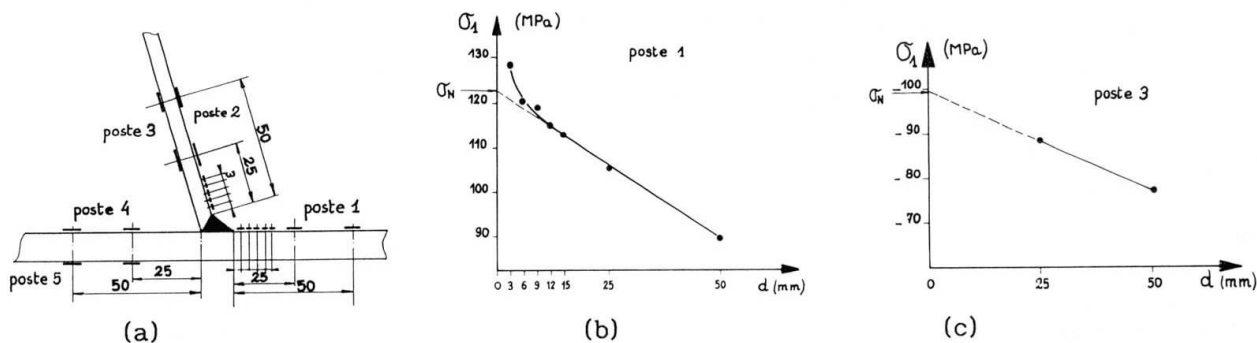 poste 2
poste 3
50
25
3
poste 4
poste 1
poste 5
25
50
25
50
(a)
σ1 (MPa)
poste 1
130
σN
120
110
100
90
0 3 6 9 12 15 25 50 d (mm)
(b)
σ1 (MPa)
poste 3
-100
σN
-90
-80
-70
0 25 50 d (mm)
(c)